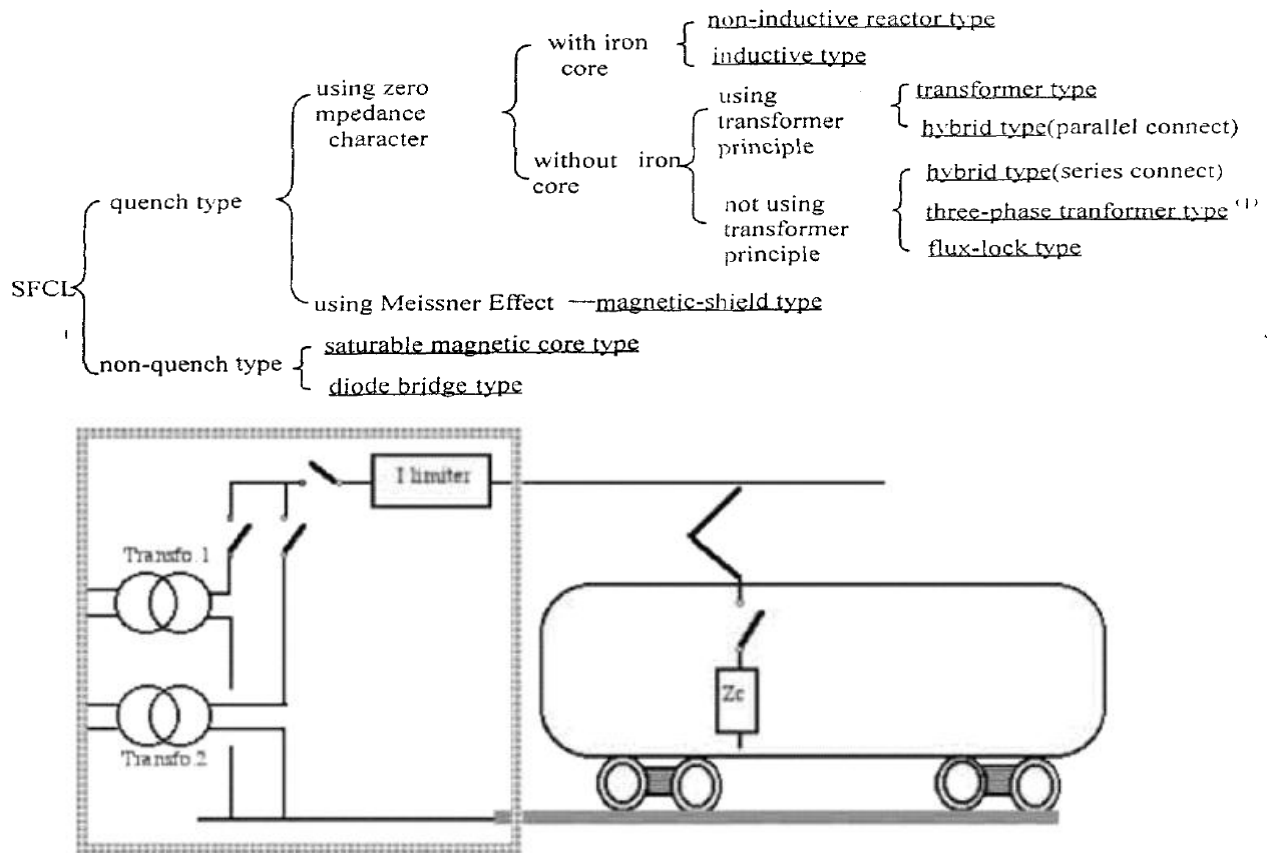 non-inductive reactor type
with iron
core
inductive type
using zero
mpedance
character
using
transformer
principle
transformer type
hybrid type(parallel connect)
without iron
core
quench type
hybrid type(series connect)
not using
transformer
principle
three-phase tranformer type (1)
flux-lock type
SFCL
using Meissner Effect
magnetic-shield type
non-quench type
saturable magnetic core type
diode bridge type
I limiter
Transfo.1
Zc
Transfo.2